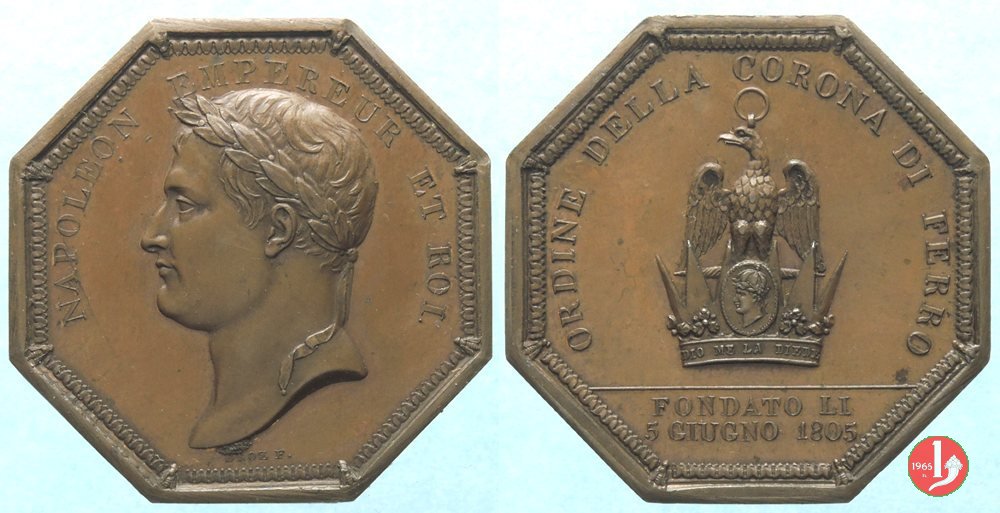 NAPOLEON EMPEREUR ET ROI.
OZ F.
ORDINE DELLA CORONA DI FERRO
DIO ME LA DIEDE
FONDATO LI
5 GIUGNO 1805
1965